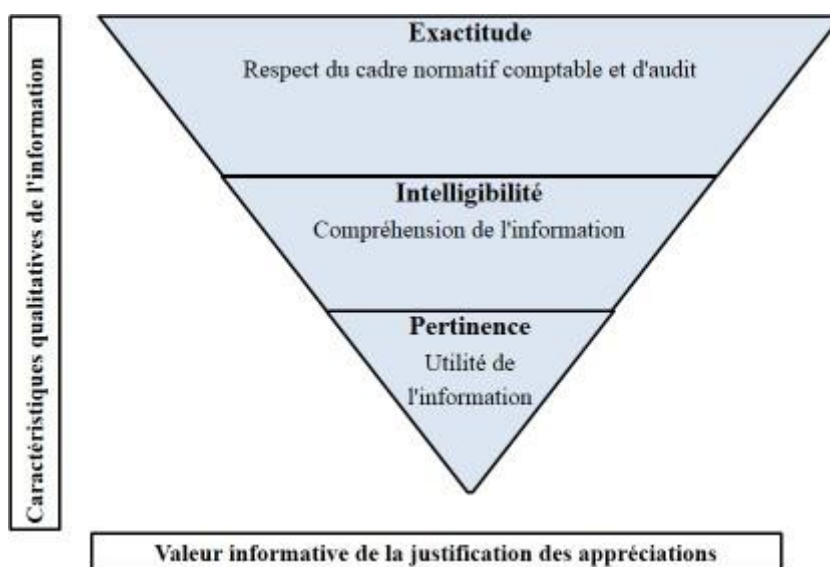 Caractéristiques qualitatives de l'information
Exactitude
Respect du cadre normatif comptable et d'audit
Intelligibilité
Compréhension de l'information
Pertinence
Utilité de
l'information
Valeur informative de la justification des appréciations